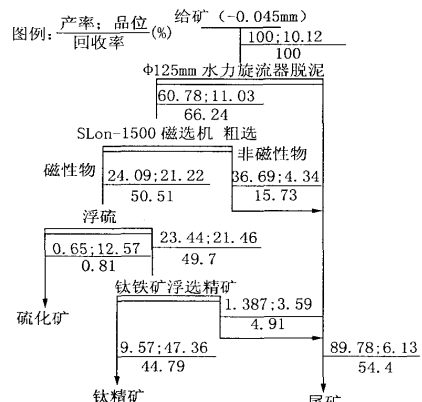 给矿(-0.045mm)
图例:产率;品位/回收率(%)
100;10.12
100
Φ125mm 水力旋流器脱泥
60.78;11.03
66.24
SLon-1500 磁选机 粗选
磁性物
非磁性物
24.09;21.22
50.51
36.69;4.34
15.73
浮硫
0.65;12.57
0.81
23.44;21.46
49.7
硫化矿
钛铁矿浮选精矿
1.387;3.59
4.91
9.57;47.36
44.79
89.78;6.13
54.4
钛精矿
尾矿